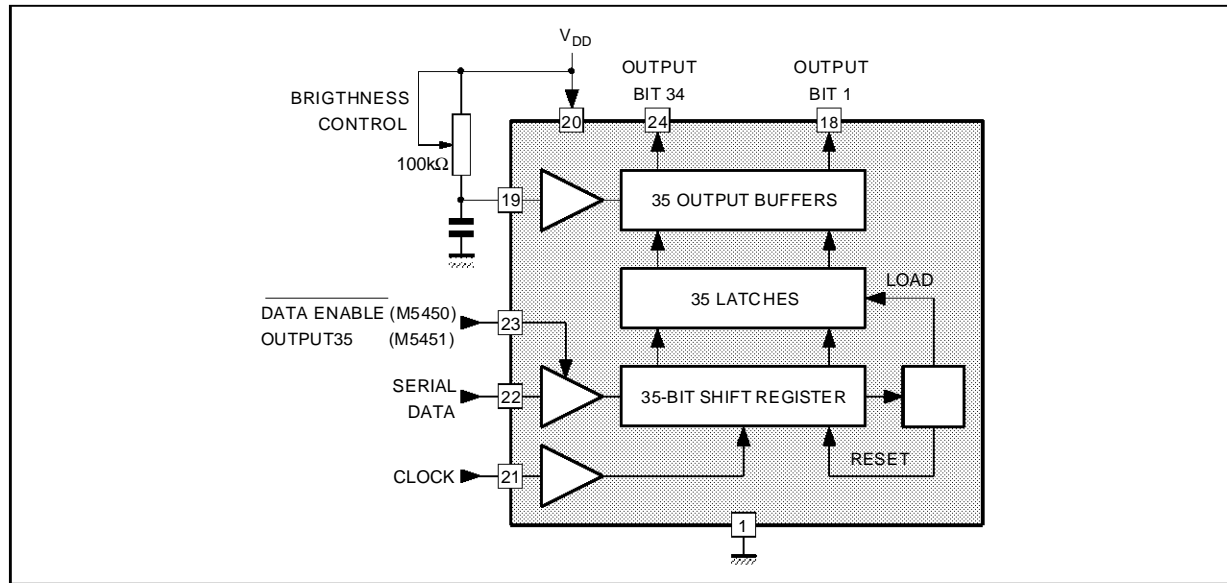 V_DD
OUTPUT BIT 34
OUTPUT BIT 1
BRIGTHNESS CONTROL
20
24
18
100kΩ
19
35 OUTPUT BUFFERS
LOAD
35 LATCHES
DATA ENABLE (M5450)
23
OUTPUT35 (M5451)
SERIAL DATA
22
35-BIT SHIFT REGISTER
RESET
CLOCK
21
1